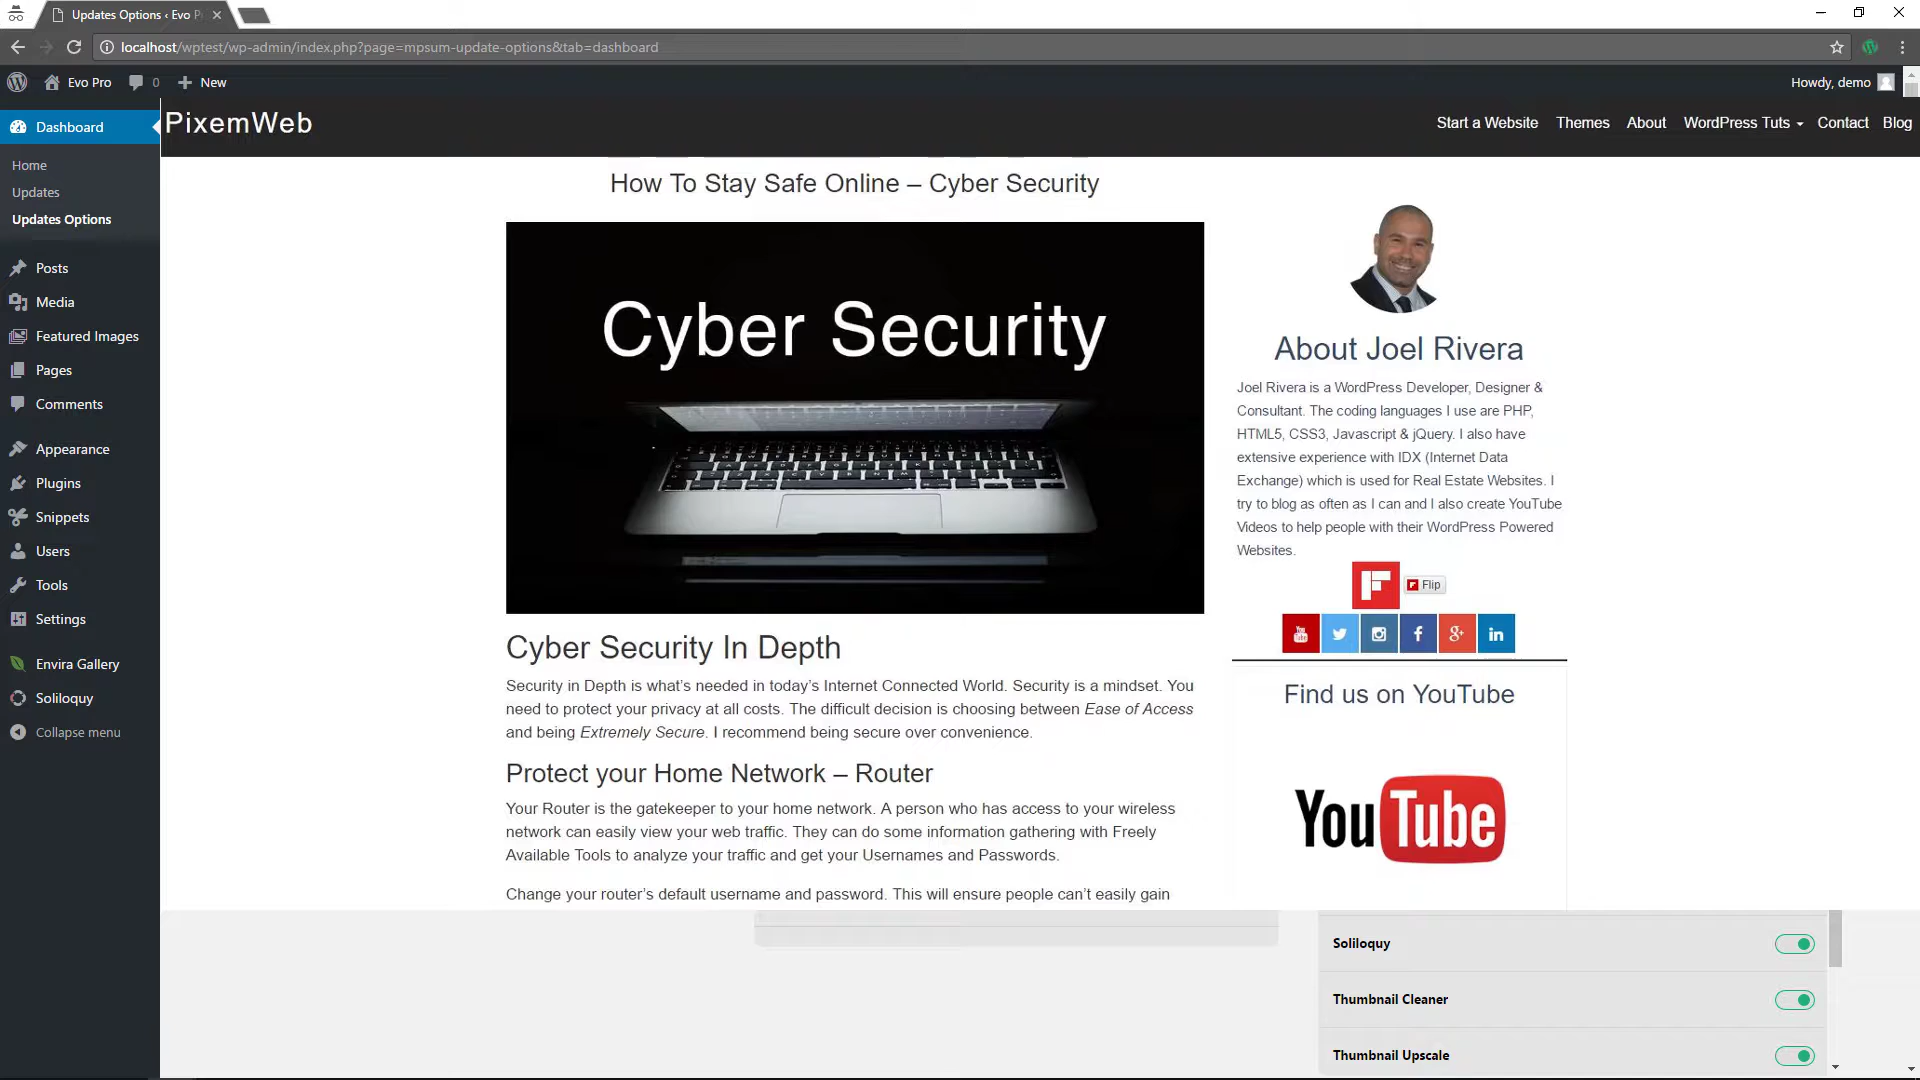 Updates Options ‹ Evo P
localhost/wptest/wp-admin/index.php?page=mpsum-update-options&tab=dashboard
Evo Pro
0
New
Howdy, demo
Dashboard
Home
Updates
Updates Options
Posts
Media
Featured Images
Pages
Comments
Appearance
Plugins
Snippets
Users
Tools
Settings
Envira Gallery
Soliloquy
Collapse menu
PixemWeb
Start a Website
Themes
About
WordPress Tuts
Contact
Blog
How To Stay Safe Online – Cyber Security
Cyber Security
Cyber Security In Depth
Security in Depth is what’s needed in today’s Internet Connected World. Security is a mindset. You
need to protect your privacy at all costs. The difficult decision is choosing between Ease of Access
and being Extremely Secure. I recommend being secure over convenience.
Protect your Home Network – Router
Your Router is the gatekeeper to your home network. A person who has access to your wireless
network can easily view your web traffic. They can do some information gathering with Freely
Available Tools to analyze your traffic and get your Usernames and Passwords.
Change your router’s default username and password. This will ensure people can’t easily gain
About Joel Rivera
Joel Rivera is a WordPress Developer, Designer &
Consultant. The coding languages I use are PHP,
HTML5, CSS3, Javascript & jQuery. I also have
extensive experience with IDX (Internet Data
Exchange) which is used for Real Estate Websites. I
try to blog as often as I can and I also create YouTube
Videos to help people with their WordPress Powered
Websites.
Flip
Find us on YouTube
YouTube
Soliloquy
Thumbnail Cleaner
Thumbnail Upscale